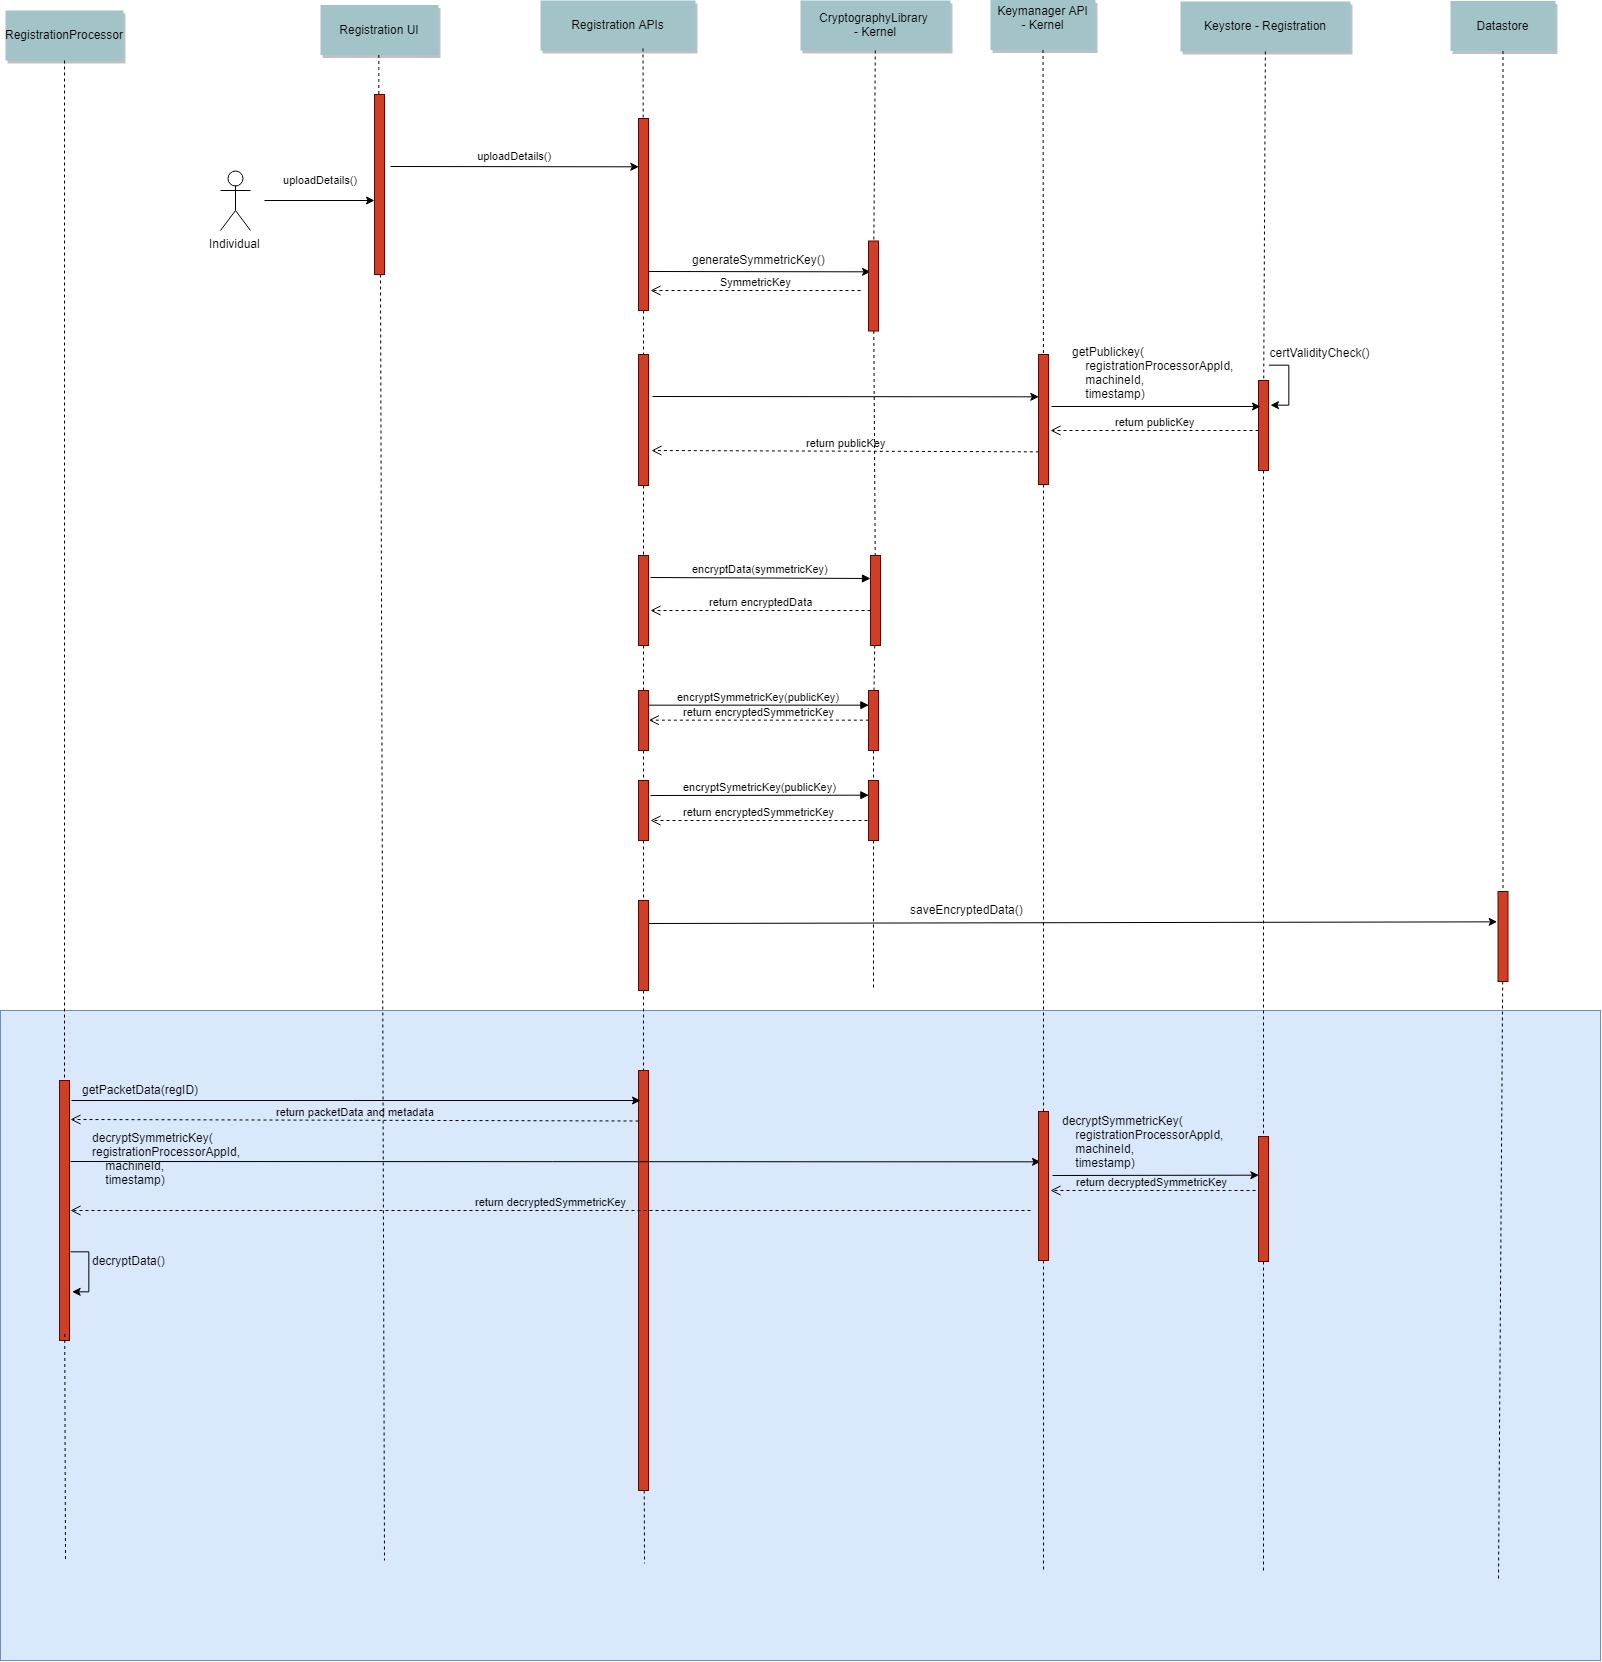 RegistrationProcessor
Registration UI
Registration APIs
CryptographyLibrary
- Kernel
Keymanager API
- Kernel
Keystore - Registration
Datastore
uploadDetails()
uploadDetails()
Individual
generateSymmetricKey()
SymmetricKey
getPublickey(
registrationProcessorAppId,
machineId,
timestamp)
certValidityCheck()
return publicKey
return publicKey
encryptData(symmetricKey)
return encryptedData
encryptSymmetricKey(publicKey)
return encryptedSymmetricKey
encryptSymetricKey(publicKey)
return encryptedSymmetricKey
saveEncryptedData()
getPacketData(regID)
return packetData and metadata
decryptSymmetricKey(
registrationProcessorAppId,
machineId,
timestamp)
decryptSymmetricKey(
registrationProcessorAppId,
machineId,
timestamp)
return decryptedSymmetricKey
return decryptedSymmetricKey
decryptData()